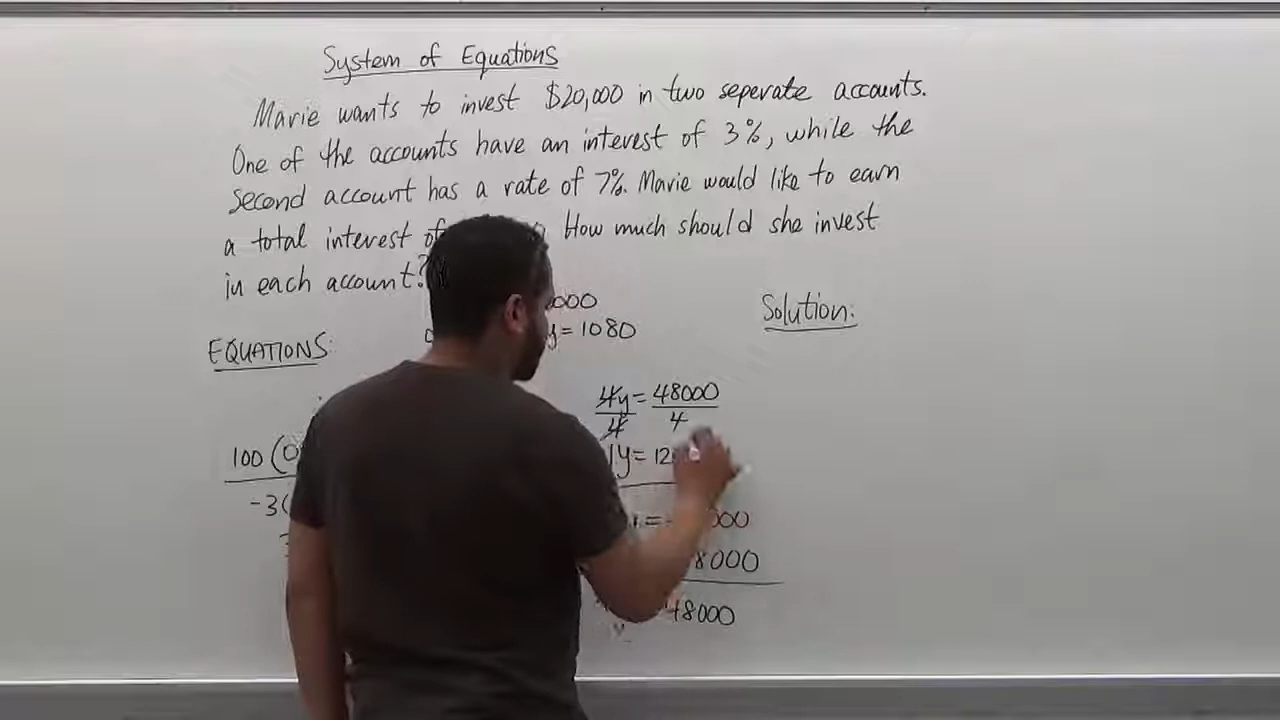 System of Equations
Marie wants to invest $20,000 in two seperate accounts.
One of the accounts have an interest of 3%, while the
second account has a rate of 7%. Marie would like to earn
a total interest of How much should she invest
in each account?
000
Solution:
y = 1080
EQUATIONS:
4y = 48000
4 4
100 (0
1y = 12
-3(
= 000
8000
48000